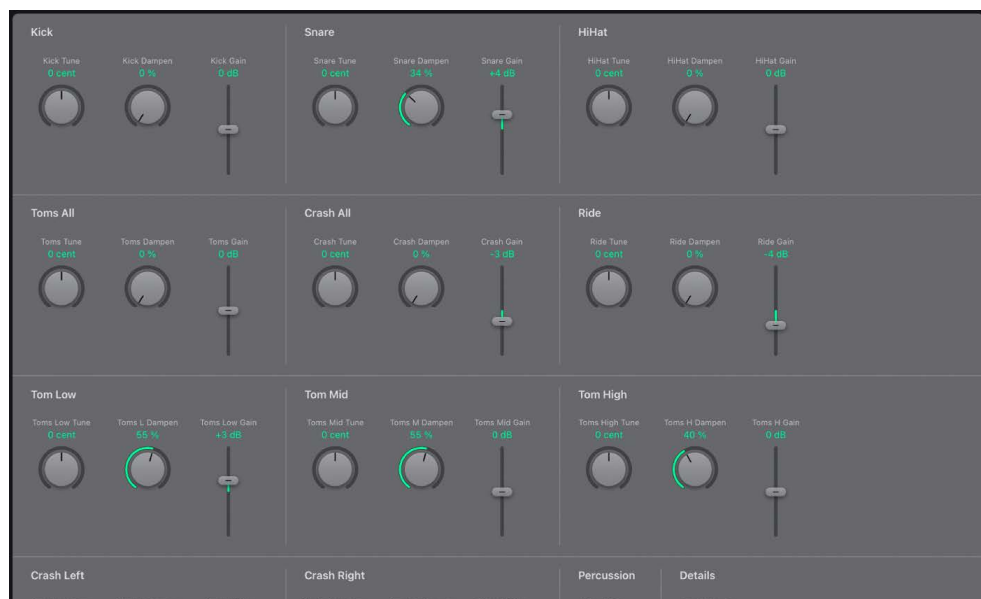 Kick Snare HiHat
Kick Tune Kick Dampen Kick Gain Snare Tune Snare Dampen Snare Gain HiHat Tune HiHat Dampen HiHat Gain
0 cent 0 % 0 dB 0 cent 34 % +4 dB 0 cent 0 % 0 dB
Toms All Crash All Ride
Toms Tune Toms Dampen Toms Gain Crash Tune Crash Dampen Crash Gain Ride Tune Ride Dampen Ride Gain
0 cent 0 % 0 dB 0 cent 0 % -3 dB 0 cent 0 % -4 dB
Tom Low Tom Mid Tom High
Toms Low Tune Toms L Dampen Toms Low Gain Toms Mid Tune Toms M Dampen Toms Mid Gain Toms High Tune Toms H Dampen Toms H Gain
0 cent 55 % +3 dB 0 cent 55 % 0 dB 0 cent 40 % 0 dB
Crash Left Crash Right Percussion Details